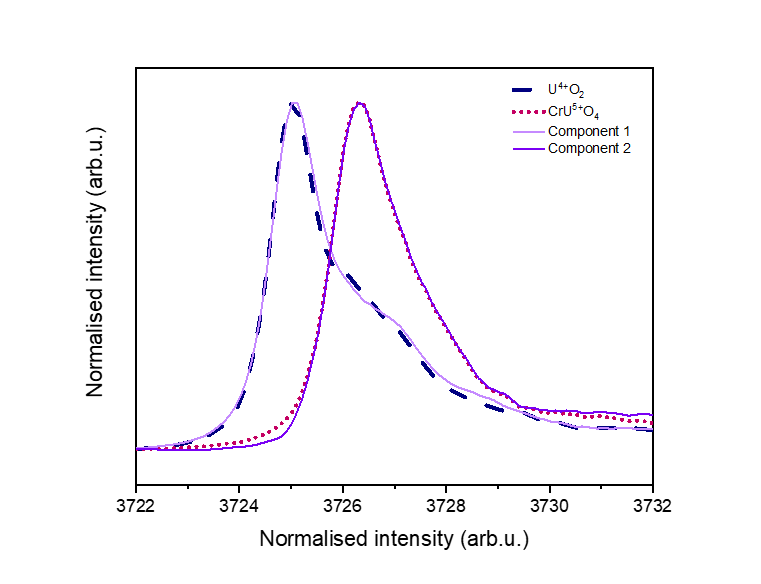 U⁴⁺O₂
CrU⁵⁺O₄
Component 1
Component 2
Normalised intensity (arb.u.)
3722 3724 3726 3728 3730 3732
Normalised intensity (arb.u.)